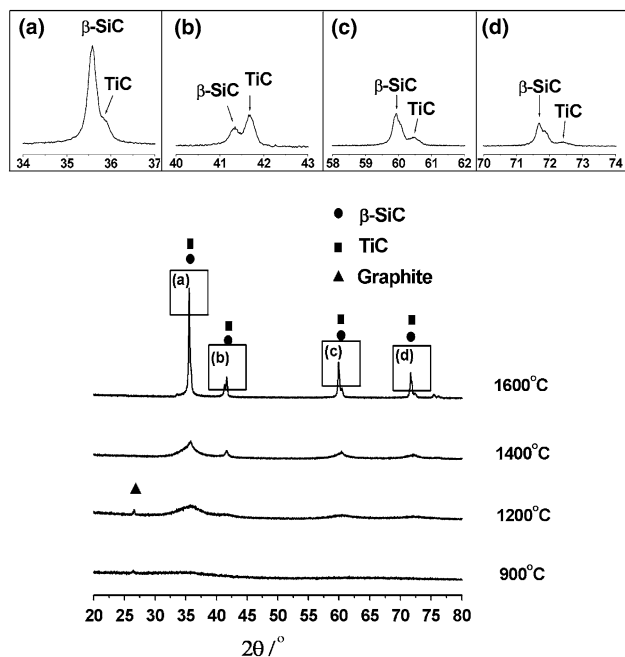 (a) (b) (c) (d)
β-SiC
TiC
β-SiC TiC
β-SiC
TiC
β-SiC
TiC
34 35 36 37 40 41 42 43 58 59 60 61 62 70 71 72 73 74
β-SiC
TiC
Graphite
(a)
(b)
(c)
(d)
1600°C
1400°C
1200°C
900°C
20 25 30 35 40 45 50 55 60 65 70 75 80
2θ/°